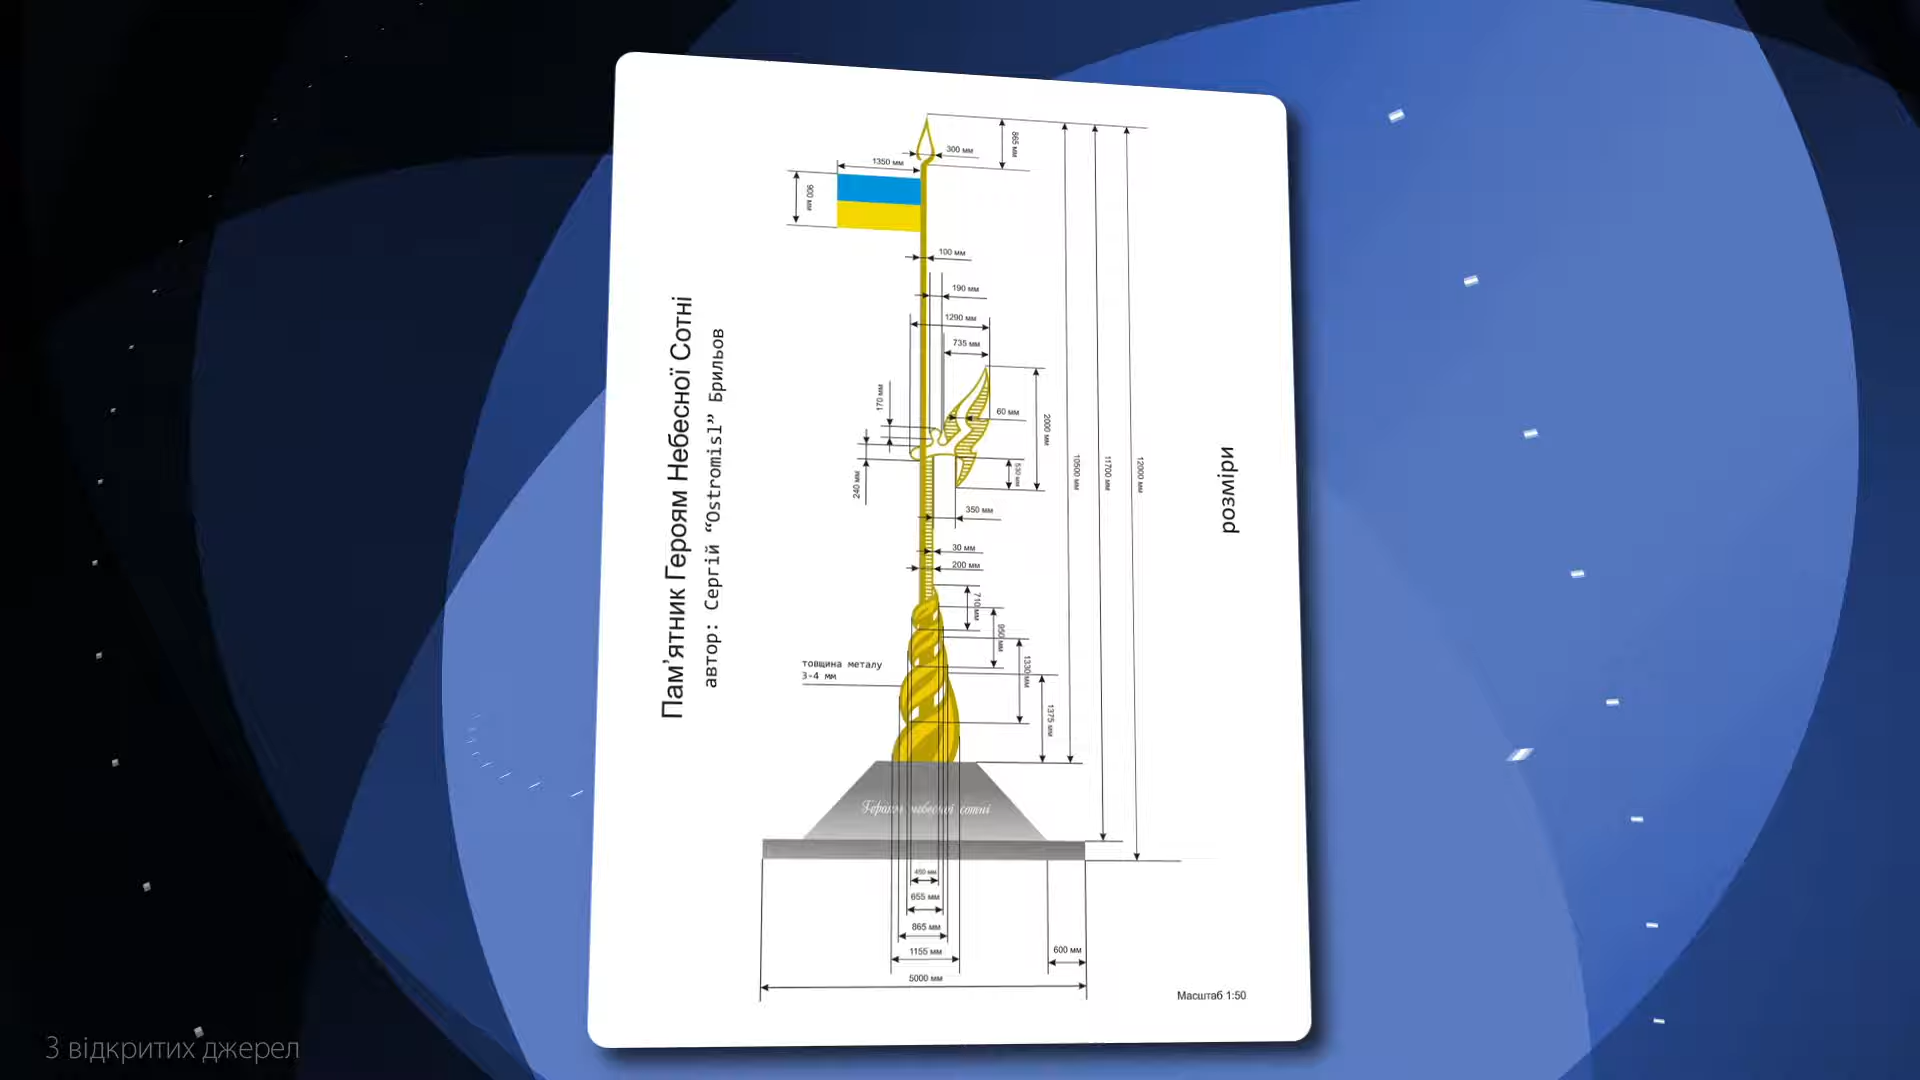 Пам’ятник Героям Небесної Сотні
автор: Сергій “Ostromisl” Брильов
865 мм
300 мм
1350 мм
900 мм
100 мм
190 мм
1290 мм
735 мм
170 мм
60 мм
2000 мм
240 мм
530 мм
10500 мм
11700 мм
12000 мм
350 мм
30 мм
200 мм
710 мм
950 мм
1330 мм
1375 мм
товщина металу
3-4 мм
Героям небесної сотні
450 мм
655 мм
865 мм
1155 мм
600 мм
5000 мм
розміри
Масштаб 1:50
З відкритих джерел